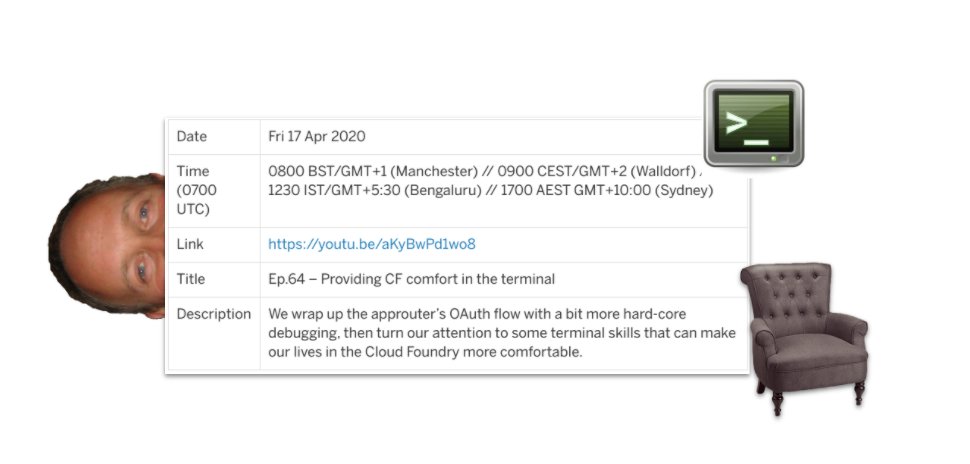 Date
Fri 17 Apr 2020
Time
(0700
UTC)
0800 BST/GMT+1 (Manchester) // 0900 CEST/GMT+2 (Walldorf) /
1230 IST/GMT+5:30 (Bengaluru) // 1700 AEST GMT+10:00 (Sydney)
Link
https://youtu.be/aKyBwPd1wo8
Title
Ep.64 – Providing CF comfort in the terminal
Description
We wrap up the approuter's OAuth flow with a bit more hard-core
debugging, then turn our attention to some terminal skills that can make
our lives in the Cloud Foundry more comfortable.
>_